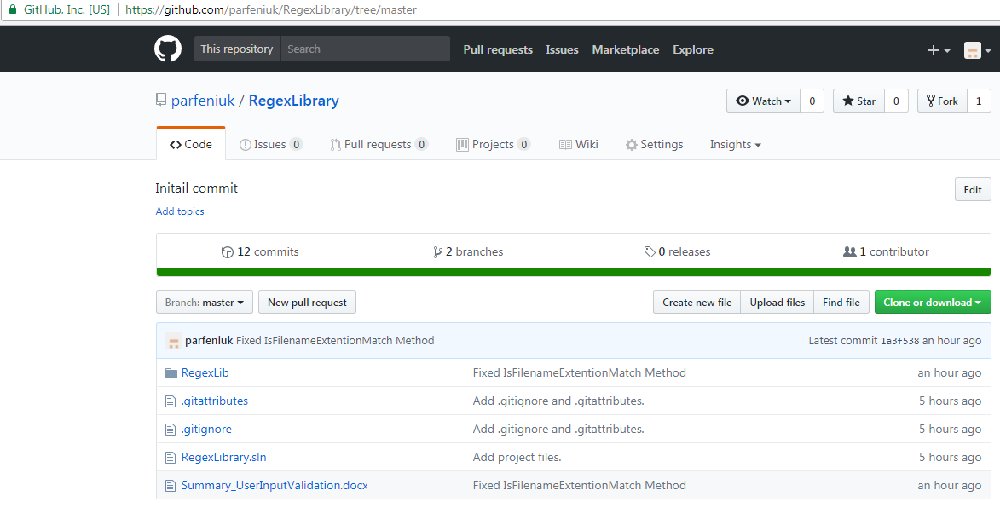 GitHub, Inc. [US] https://github.com/parfeniuk/RegexLibrary/tree/master
This repository Search Pull requests Issues Marketplace Explore
parfeniuk / RegexLibrary Watch 0 Star 0 Fork 1
Code Issues 0 Pull requests 0 Projects 0 Wiki Settings Insights
Initail commit Edit
Add topics
12 commits 2 branches 0 releases 1 contributor
Branch: master New pull request Create new file Upload files Find file Clone or download
parfeniuk Fixed IsFilenameExtentionMatch Method Latest commit 1a3f538 an hour ago
RegexLib Fixed IsFilenameExtentionMatch Method an hour ago
.gitattributes Add .gitignore and .gitattributes. 5 hours ago
.gitignore Add .gitignore and .gitattributes. 5 hours ago
RegexLibrary.sln Add project files. 5 hours ago
Summary_UserInputValidation.docx Fixed IsFilenameExtentionMatch Method an hour ago